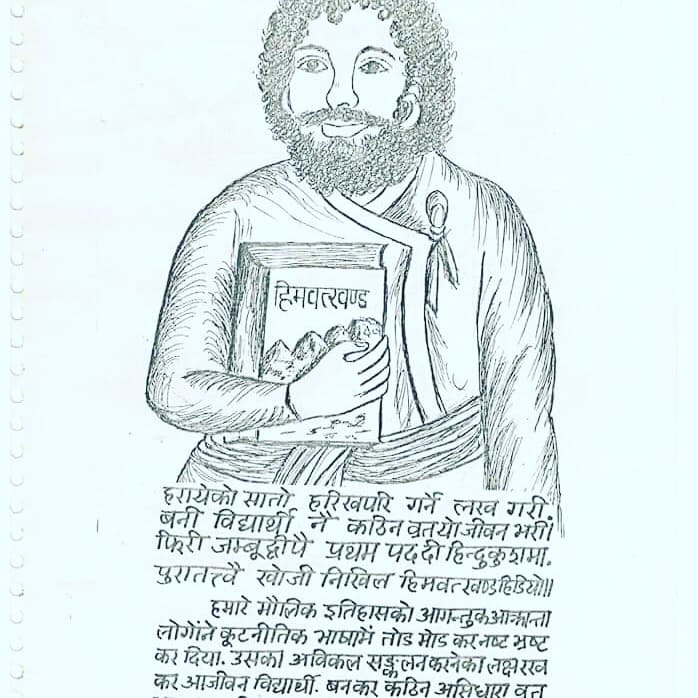 हिमवत्खण्ड
हरायेको सातो हरिखपरि गर्ने लख गरी,
बनी विद्यार्थी नै कठिन व्रतयो जीवन भरी।
फिरी जम्बूद्वीपै प्रथम पद दी हिन्दुकुशमा,
पुरातत्त्वै खोजी निखिल हिमवत्खण्डहिडियो॥
हमारे मौलिक इतिहासको आगन्तुक आक्रान्ता
लोगोंने कूटनीतिक भाषामें तोड मोड कर नष्ट भ्रष्ट
कर दिया. उसका अविकल सङ्कलन करनेका लक्ष रख
कर आजीवन विद्यार्थी. बनकर कठिन असिधारा व्रत